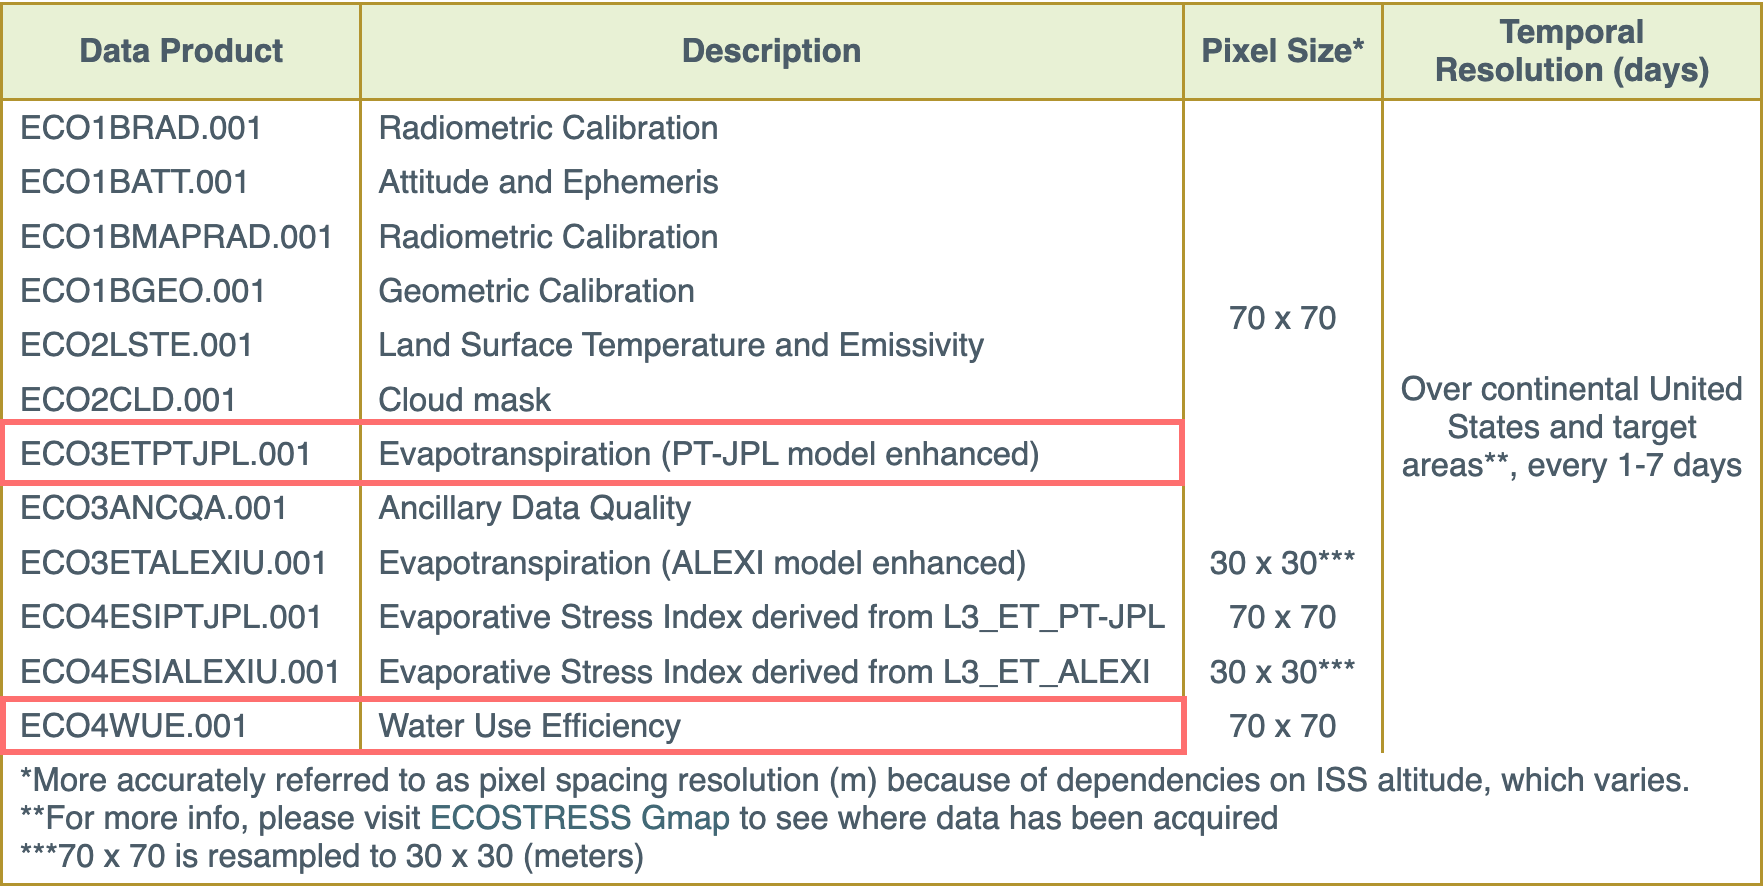 Data Product Description Pixel Size* Temporal
Resolution (days)
ECO1BRAD.001 Radiometric Calibration
ECO1BATT.001 Attitude and Ephemeris
ECO1BMAPRAD.001 Radiometric Calibration
ECO1BGEO.001 Geometric Calibration
70 x 70
ECO2LSTE.001 Land Surface Temperature and Emissivity
ECO2CLD.001 Cloud mask
Over continental United
States and target
areas**, every 1-7 days
ECO3ETPTJPL.001 Evapotranspiration (PT-JPL model enhanced)
ECO3ANCQA.001 Ancillary Data Quality
ECO3ETALEXIU.001 Evapotranspiration (ALEXI model enhanced) 30 x 30***
ECO4ESIPTJPL.001 Evaporative Stress Index derived from L3_ET_PT-JPL 70 x 70
ECO4ESIALEXIU.001 Evaporative Stress Index derived from L3_ET_ALEXI 30 x 30***
ECO4WUE.001 Water Use Efficiency 70 x 70
*More accurately referred to as pixel spacing resolution (m) because of dependencies on ISS altitude, which varies.
**For more info, please visit ECOSTRESS Gmap to see where data has been acquired
***70 x 70 is resampled to 30 x 30 (meters)